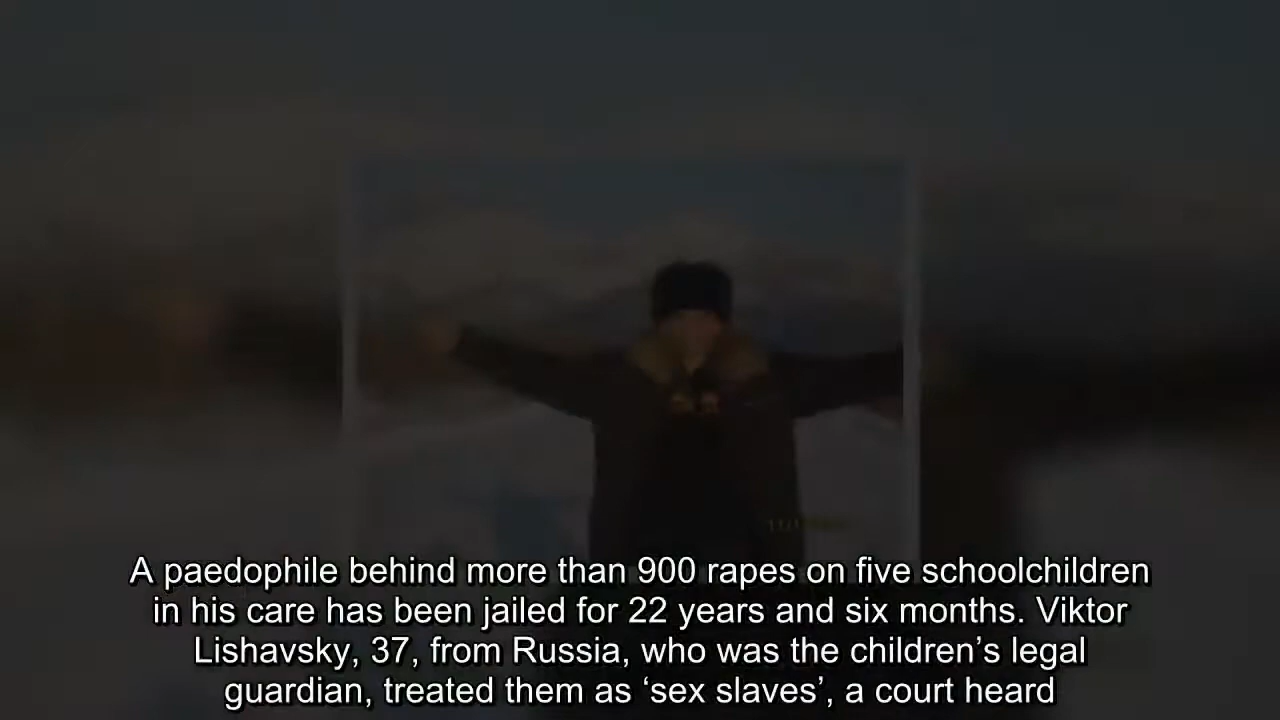 A paedophile behind more than 900 rapes on five schoolchildren
in his care has been jailed for 22 years and six months. Viktor
Lishavsky, 37, from Russia, who was the children’s legal
guardian, treated them as ‘sex slaves’, a court heard